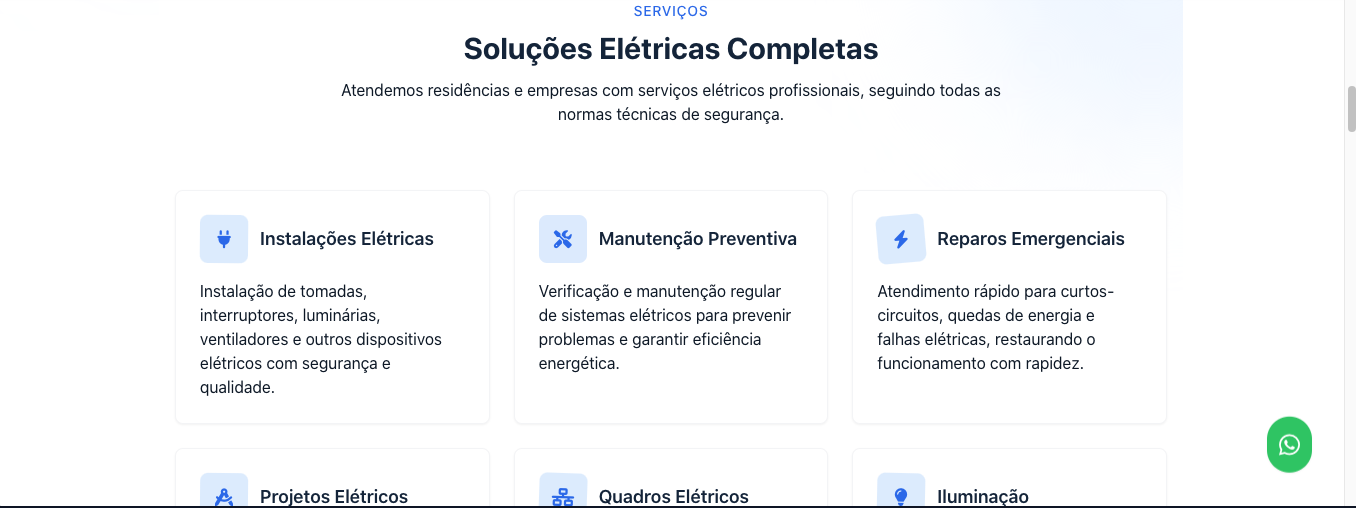 SERVIÇOS
Soluções Elétricas Completas
Atendemos residências e empresas com serviços elétricos profissionais, seguindo todas as
normas técnicas de segurança.
Instalações Elétricas
Instalação de tomadas,
interruptores, luminárias,
ventiladores e outros dispositivos
elétricos com segurança e
qualidade.
Manutenção Preventiva
Verificação e manutenção regular
de sistemas elétricos para prevenir
problemas e garantir eficiência
energética.
Reparos Emergenciais
Atendimento rápido para curtos-
circuitos, quedas de energia e
falhas elétricas, restaurando o
funcionamento com rapidez.
Projetos Elétricos
Quadros Elétricos
Iluminação